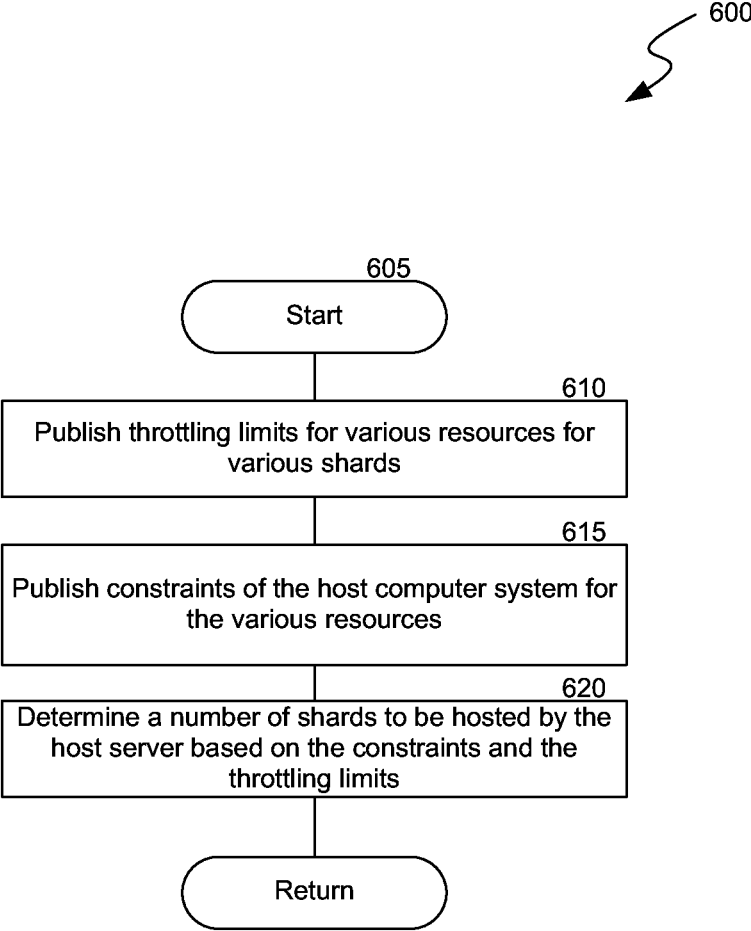 600
605
Start
610
Publish throttling limits for various resources for
various shards
615
Publish constraints of the host computer system for
the various resources
620
Determine a number of shards to be hosted by the
host server based on the constraints and the
throttling limits
Return